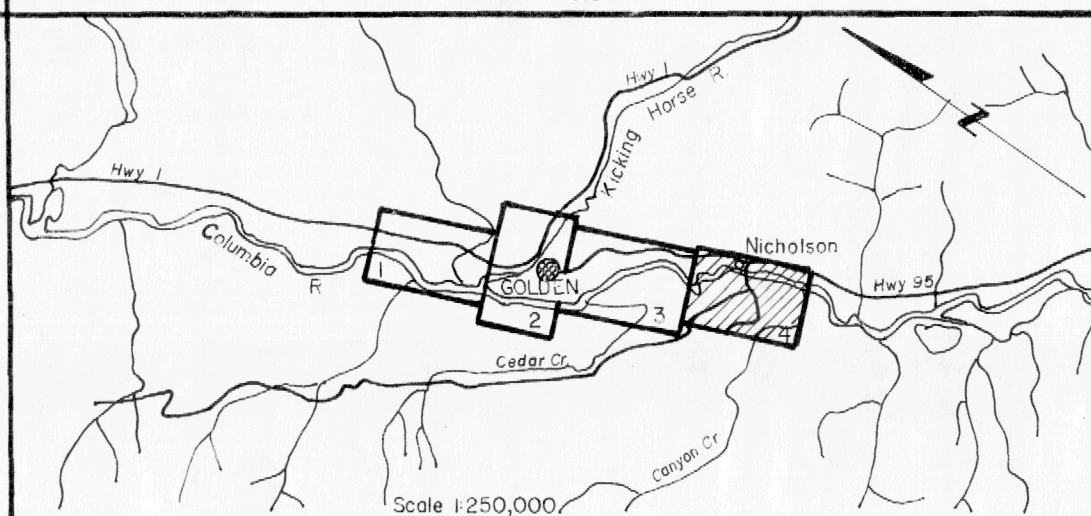 Hwy 1
Kicking Horse R.
Hwy 1
Columbia R
Nicholson
1
GOLDEN
Hwy 95
2
3
4
Cedar Cr.
Canyon Cr
Scale 1:250,000
N